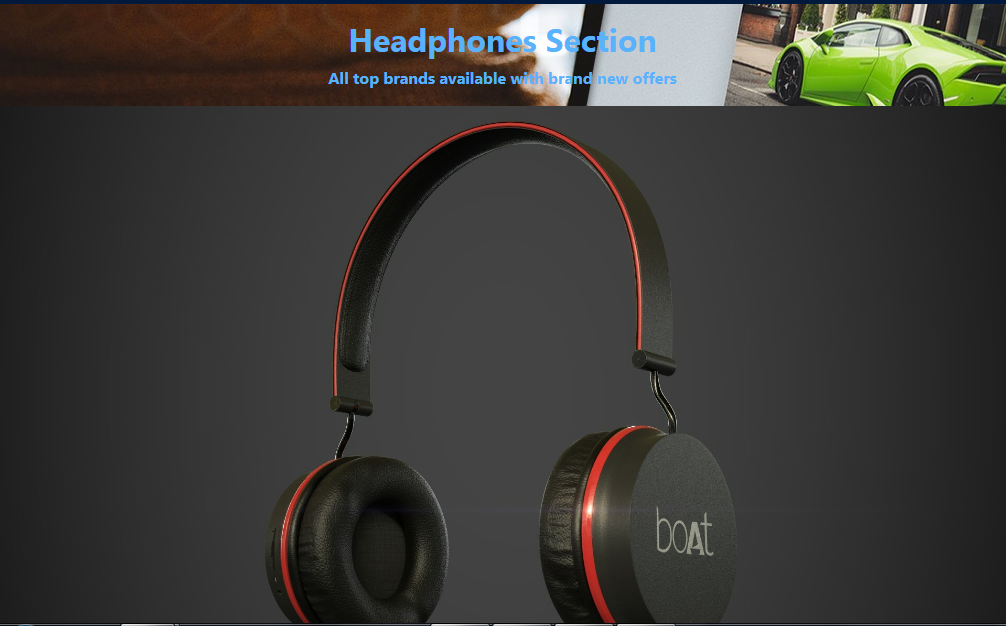 Headphones Section
All top brands available with brand new offers
boAt